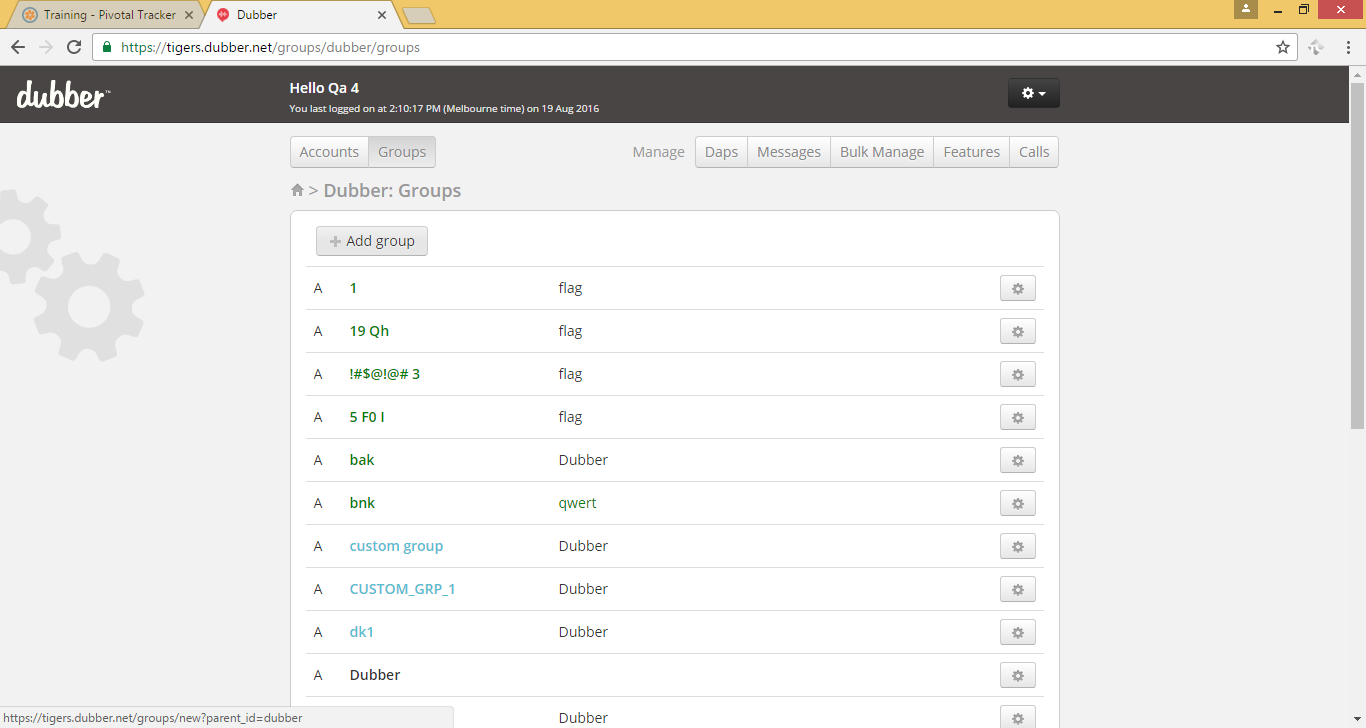 Training - Pivotal Tracker
Dubber
https://tigers.dubber.net/groups/dubber/groups
dubber™
Hello Qa 4
You last logged on at 2:10:17 PM (Melbourne time) on 19 Aug 2016
Accounts Groups Manage Daps Messages Bulk Manage Features Calls
> Dubber: Groups
+ Add group
A 1 flag
A 19 Qh flag
A !#$@!@# 3 flag
A 5 F0 I flag
A bak Dubber
A bnk qwert
A custom group Dubber
A CUSTOM_GRP_1 Dubber
A dk1 Dubber
A Dubber
Dubber
https://tigers.dubber.net/groups/new?parent_id=dubber